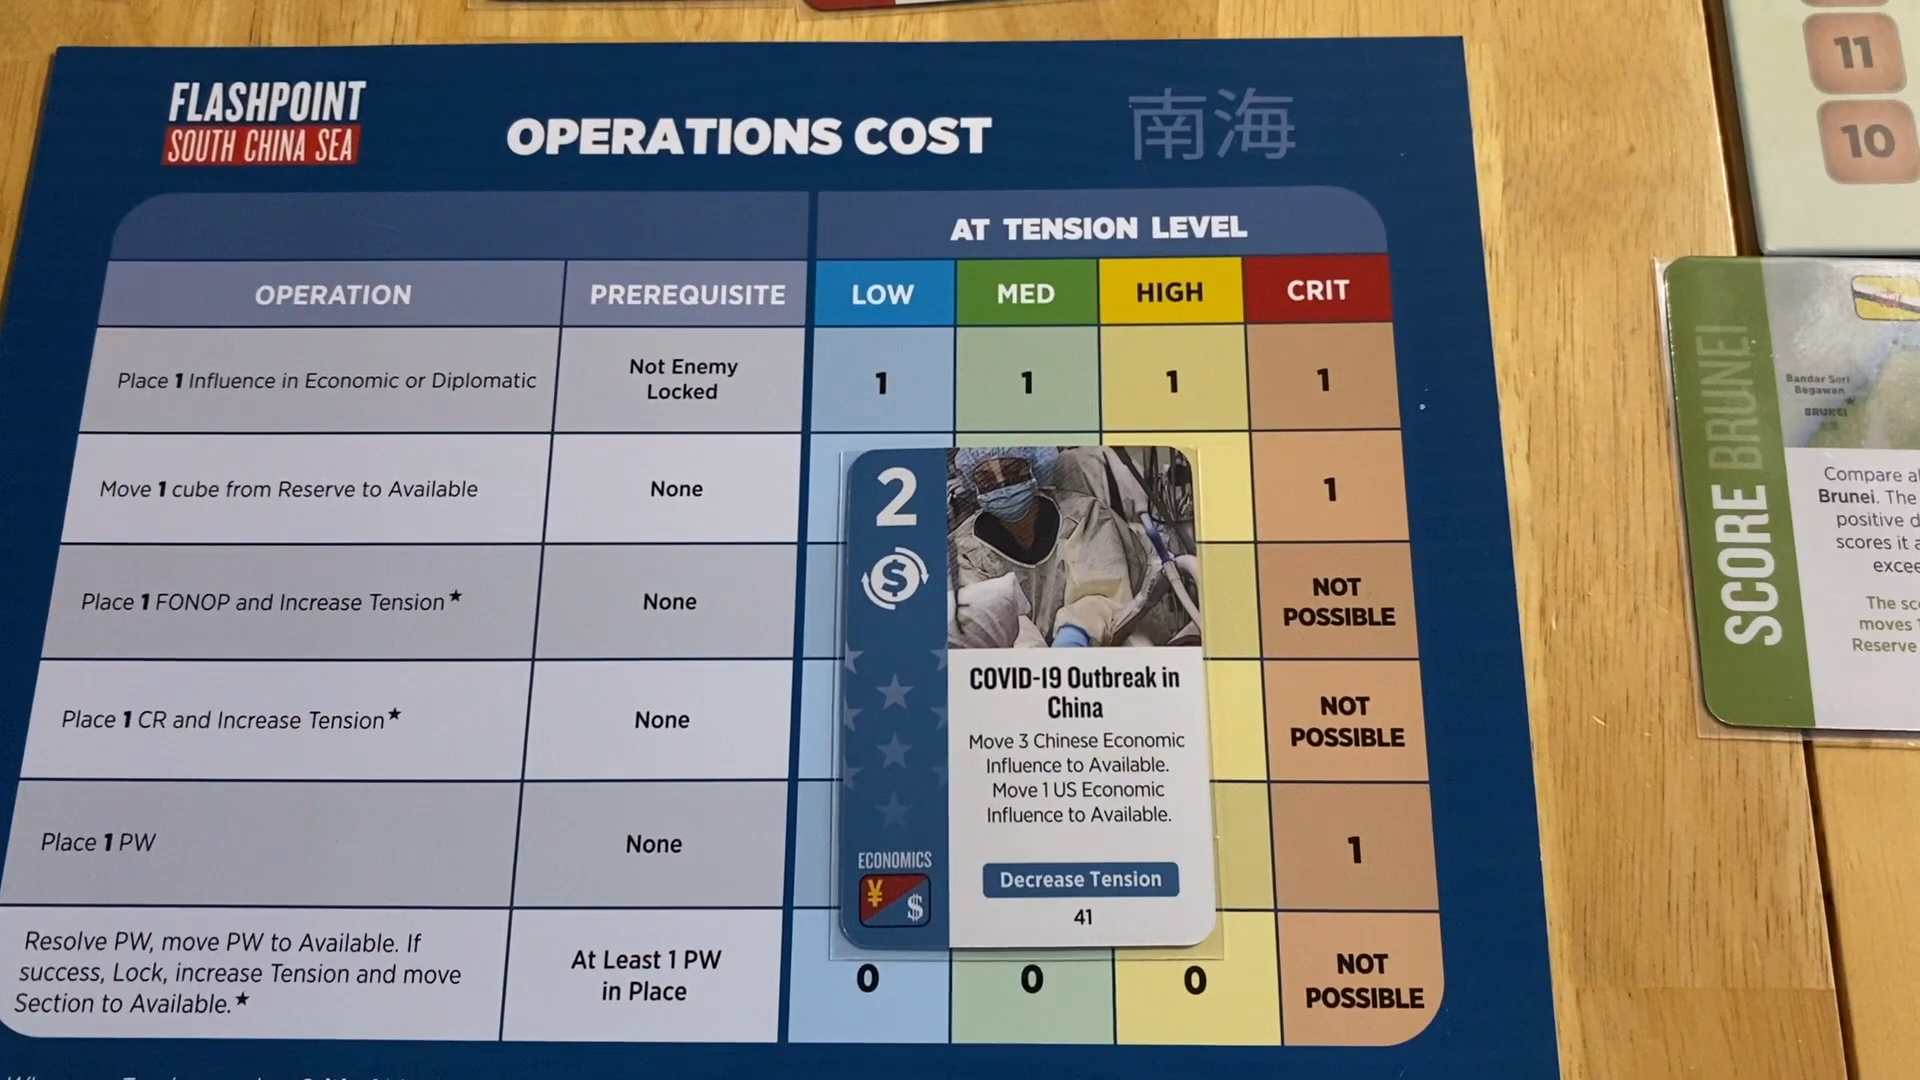 11
10
FLASHPOINT
SOUTH CHINA SEA
OPERATIONS COST
南海
AT TENSION LEVEL
OPERATION
PREREQUISITE
LOW
MED
HIGH
CRIT
Place 1 Influence in Economic or Diplomatic
Not Enemy
Locked
1
1
1
1
Move 1 cube from Reserve to Available
None
1
Place 1 FONOP and Increase Tension★
None
NOT
POSSIBLE
Place 1 CR and Increase Tension★
None
NOT
POSSIBLE
Place 1 PW
None
1
Resolve PW, move PW to Available. If
success, Lock, increase Tension and move
Section to Available.★
At Least 1 PW
in Place
0
0
0
NOT
POSSIBLE
2
$
COVID-19 Outbreak in
China
Move 3 Chinese Economic
Influence to Available.
Move 1 US Economic
Influence to Available.
ECONOMICS
¥
$
Decrease Tension
41
SCORE BRUNEI
Bandar Seri
Begawan
BRUNEI
Compare al
Brunei. The
positive d
scores it a
excee
The sc
moves 1
Reserve